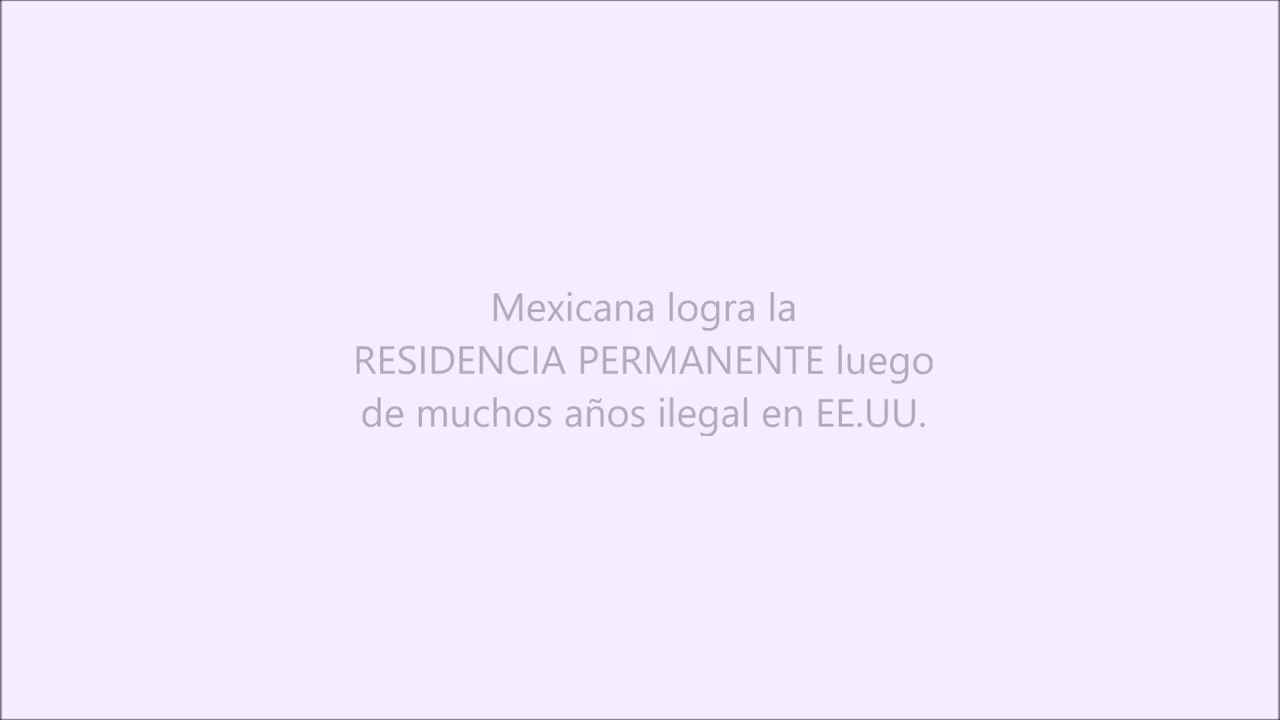 Mexicana logra la
RESIDENCIA PERMANENTE luego
de muchos años ilegal en EE.UU.